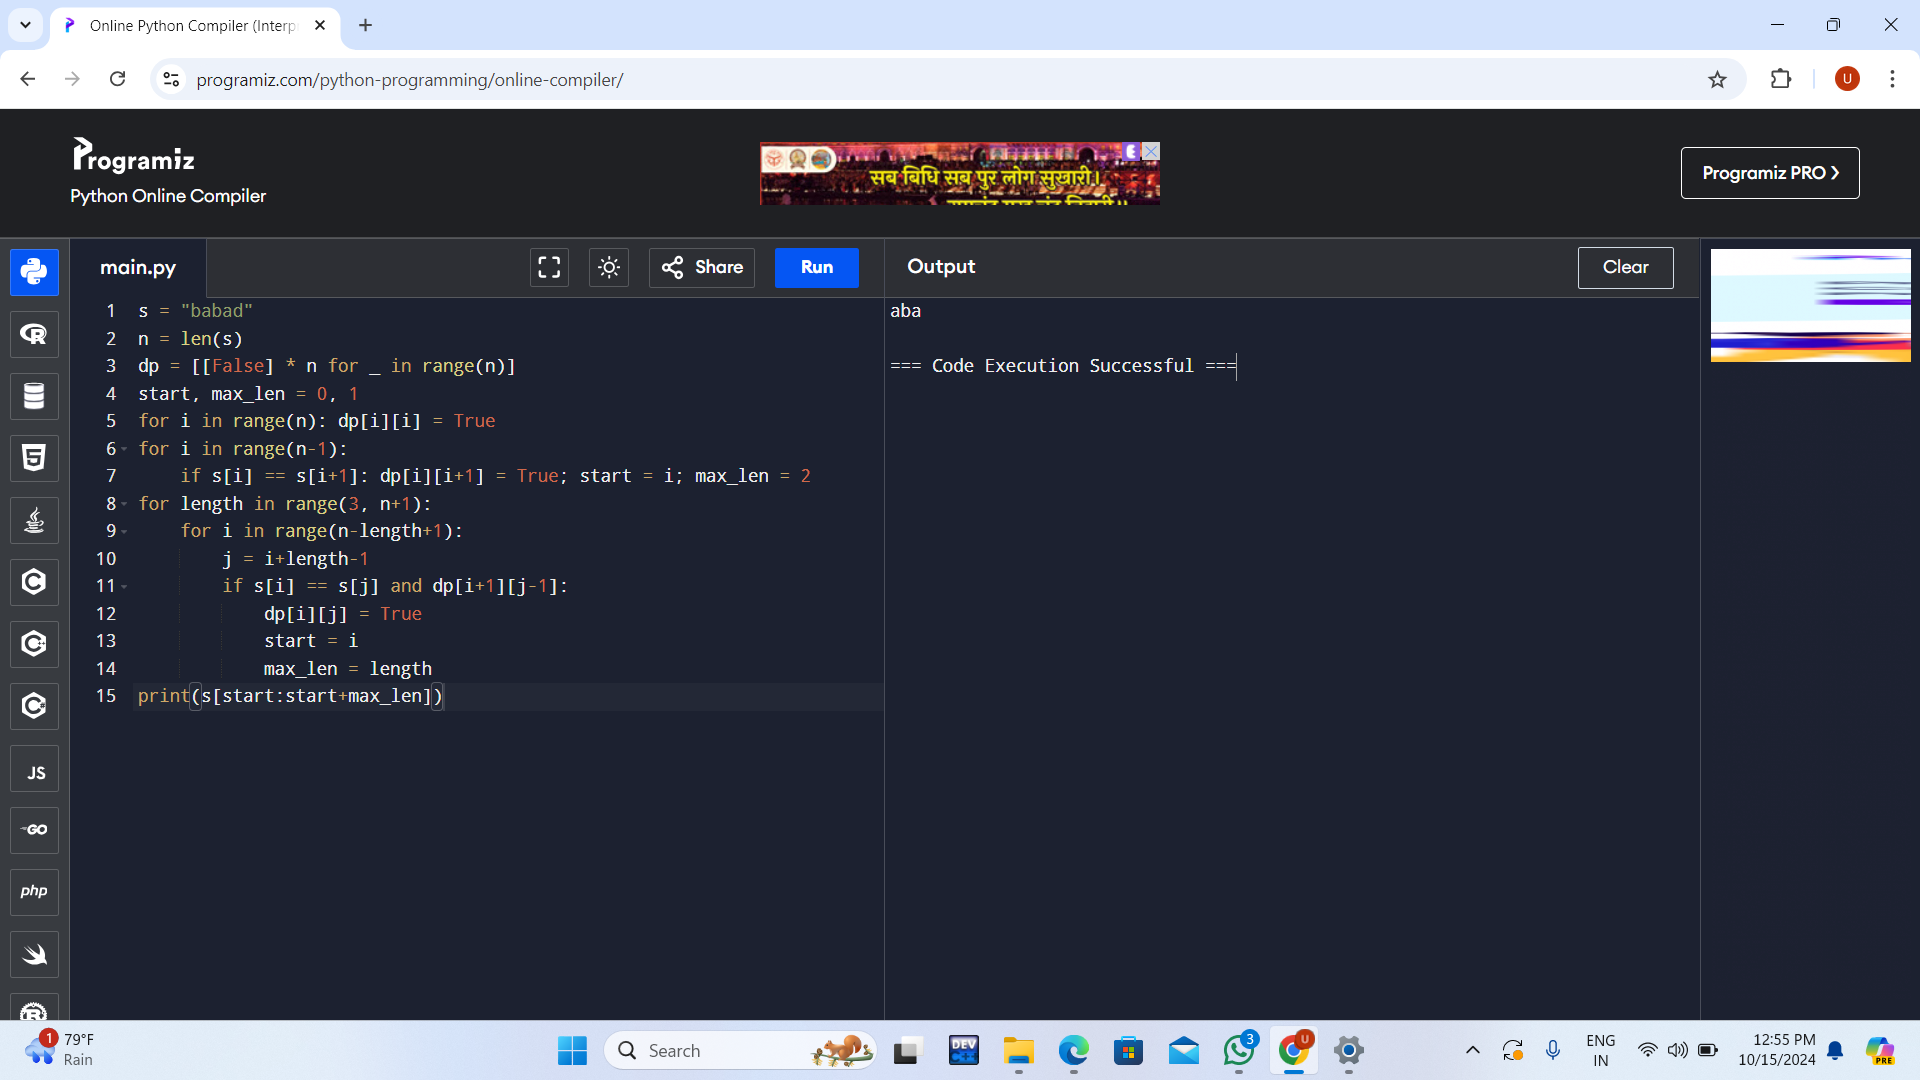 Online Python Compiler (Interp
programiz.com/python-programming/online-compiler/
U
Programiz
Python Online Compiler
सब बिधि सब पुर लोग सुखारी।
Programiz PRO
main.py
Share
Run
Output
Clear
1 s = "babad"
2 n = len(s)
3 dp = [[False] * n for _ in range(n)]
4 start, max_len = 0, 1
5 for i in range(n): dp[i][i] = True
6 for i in range(n-1):
7 if s[i] == s[i+1]: dp[i][i+1] = True; start = i; max_len = 2
8 for length in range(3, n+1):
9 for i in range(n-length+1):
10 j = i+length-1
11 if s[i] == s[j] and dp[i+1][j-1]:
12 dp[i][j] = True
13 start = i
14 max_len = length
15 print(s[start:start+max_len])
aba
=== Code Execution Successful ===
JS
GO
php
1
79°F
Rain
Search
DEV
C++
3
U
ENG
IN
12:55 PM
10/15/2024
PRE